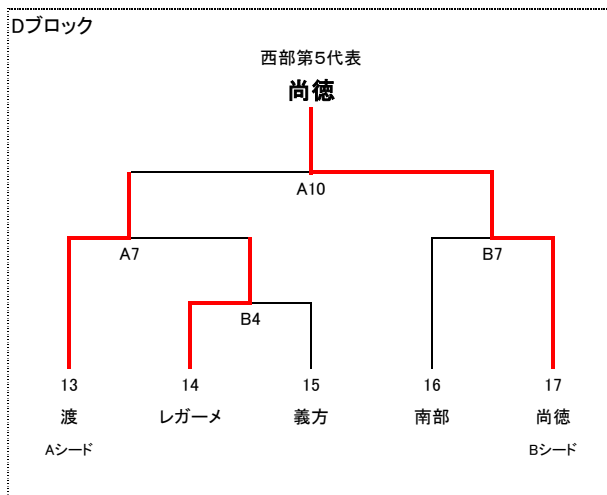 Dブロック
西部第5代表
尚徳
A10
A7
B7
B4
13 14 15 16 17
渡 レガーメ 義方 南部 尚徳
Aシード Bシード